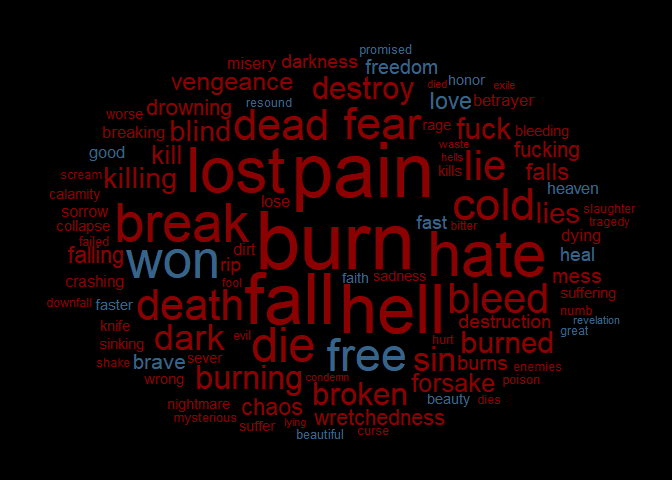 promised
misery darkness freedom
vengeance destroy died honor exile
worse drowning resound love betrayer
breaking blind dead fear rage fuck bleeding
good kill lost pain waste lie fucking
scream killing hells kills falls
calamity heaven
sorrow break lose burn fast cold lies slaughter
collapse bitter tragedy
failed won dirt hate dying
falling rip faith sadness heal
crashing fool fall hell mess
downfall faster death bleed suffering
numb
knife dark evil die free hurt destruction revelation
sinking burned great
shake brave sever sin burns enemies
wrong burning condemn broken forsake poison
nightmare chaos wretchedness beauty dies
mysterious suffer lying curse
beautiful